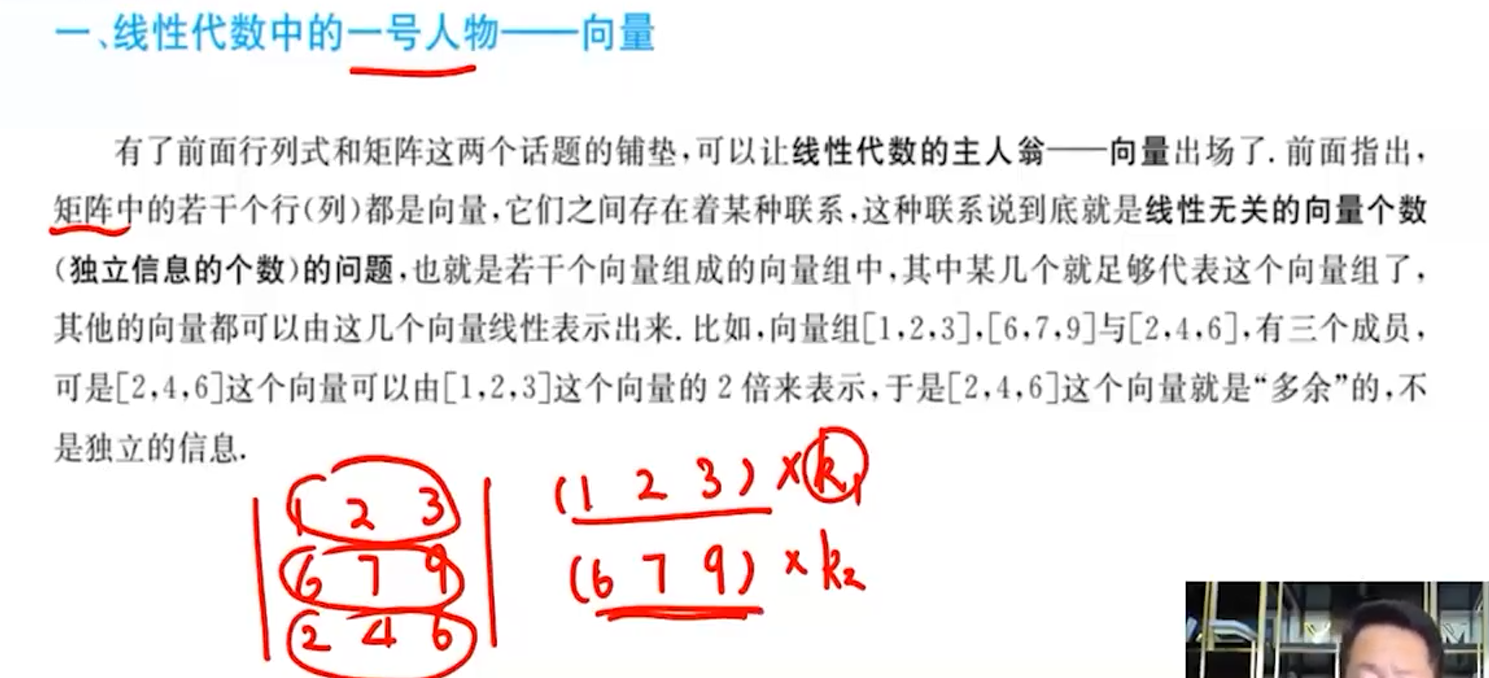 一、线性代数中的一号人物——向量
有了前面行列式和矩阵这两个话题的铺垫,可以让线性代数的主人翁——向量出场了.前面指出,
矩阵中的若干个行(列)都是向量,它们之间存在着某种联系,这种联系说到底就是线性无关的向量个数
(独立信息的个数)的问题,也就是若干个向量组成的向量组中,其中某几个就足够代表这个向量组了,
其他的向量都可以由这几个向量线性表示出来.比如,向量组[1,2,3],[6,7,9]与[2,4,6],有三个成员,
可是[2,4,6]这个向量可以由[1,2,3]这个向量的2倍来表示,于是[2,4,6]这个向量就是“多余”的,不
是独立的信息.
1 2 3
6 7 9
2 4 6
(1 2 3) × k₁
(6 7 9) × k₂